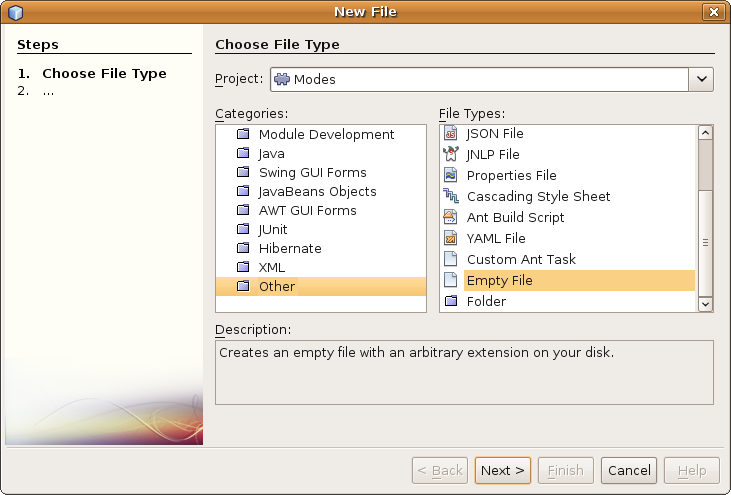 New File
Steps
1. Choose File Type
2. ...
Choose File Type
Project: Modes
Categories:
Module Development
Java
Swing GUI Forms
JavaBeans Objects
AWT GUI Forms
JUnit
Hibernate
XML
Other
File Types:
JSON File
JNLP File
Properties File
Cascading Style Sheet
Ant Build Script
YAML File
Custom Ant Task
Empty File
Folder
Description:
Creates an empty file with an arbitrary extension on your disk.
< Back Next > Finish Cancel Help